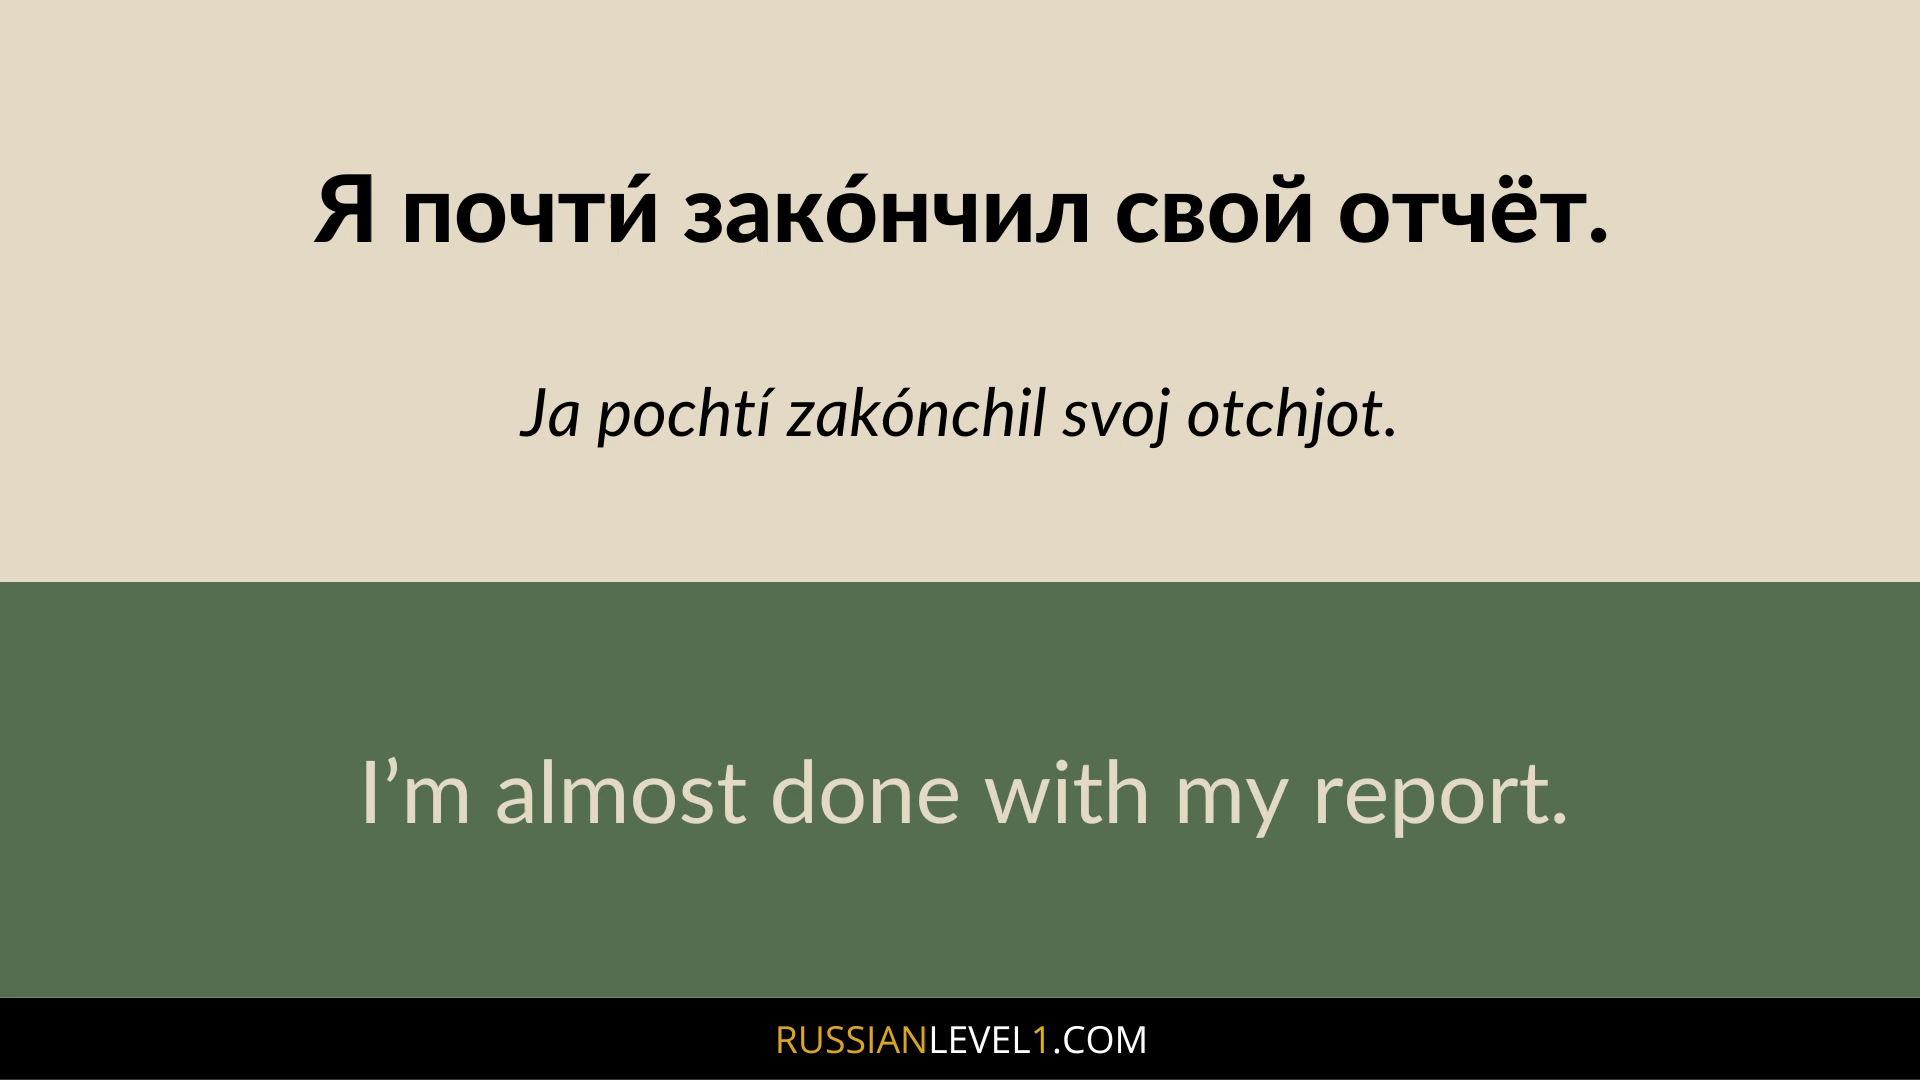 Я почти́ зако́нчил свой отчёт.
Ja pochtí zakónchil svoj otchjot.
I’m almost done with my report.
RUSSIANLEVEL1.COM